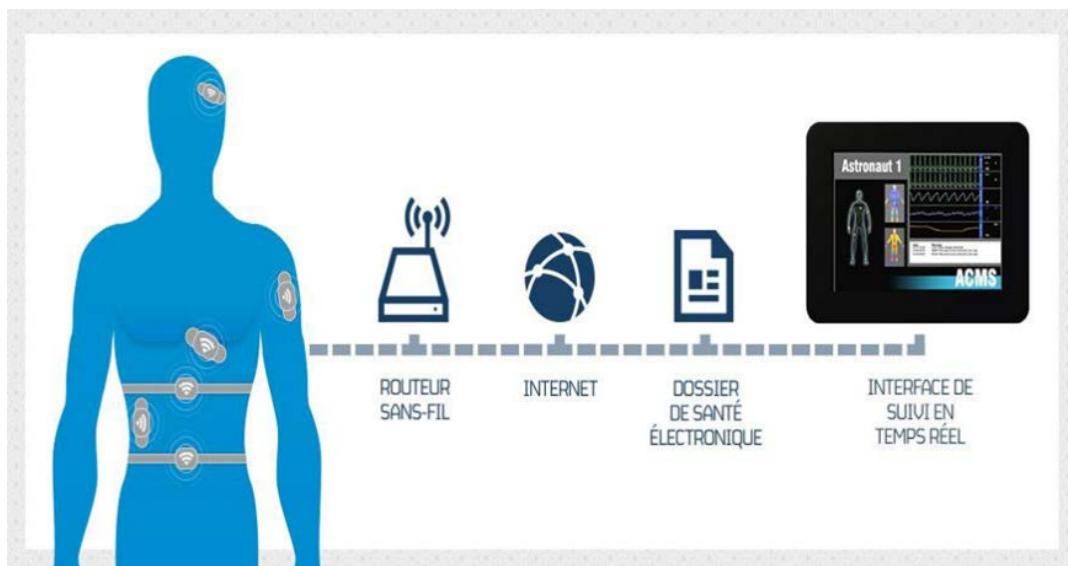 Astronaut 1
ACMS
ROUTEUR
SANS-FIL
INTERNET
DOSSIER
DE SANTÉ
ÉLECTRONIQUE
INTERFACE DE
SUIVI EN
TEMPS RÉEL